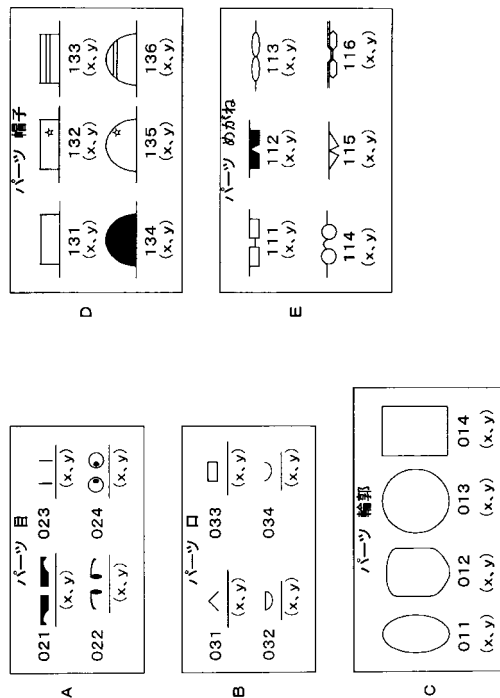 A
パーツ 目
021
023
(x、y)
(x、y)
022
024
(x、y)
(x、y)
B
パーツ 口
031
033
(x、y)
(x、y)
032
034
(x、y)
(x、y)
C
パーツ 輪郭
011
012
013
014
(x、y)
(x、y)
(x、y)
(x、y)
D
パーツ 帽子
131
132
133
(x、y)
(x、y)
(x、y)
134
135
136
(x、y)
(x、y)
(x、y)
E
パーツ めがね
111
112
113
(x、y)
(x、y)
(x、y)
114
115
116
(x、y)
(x、y)
(x、y)